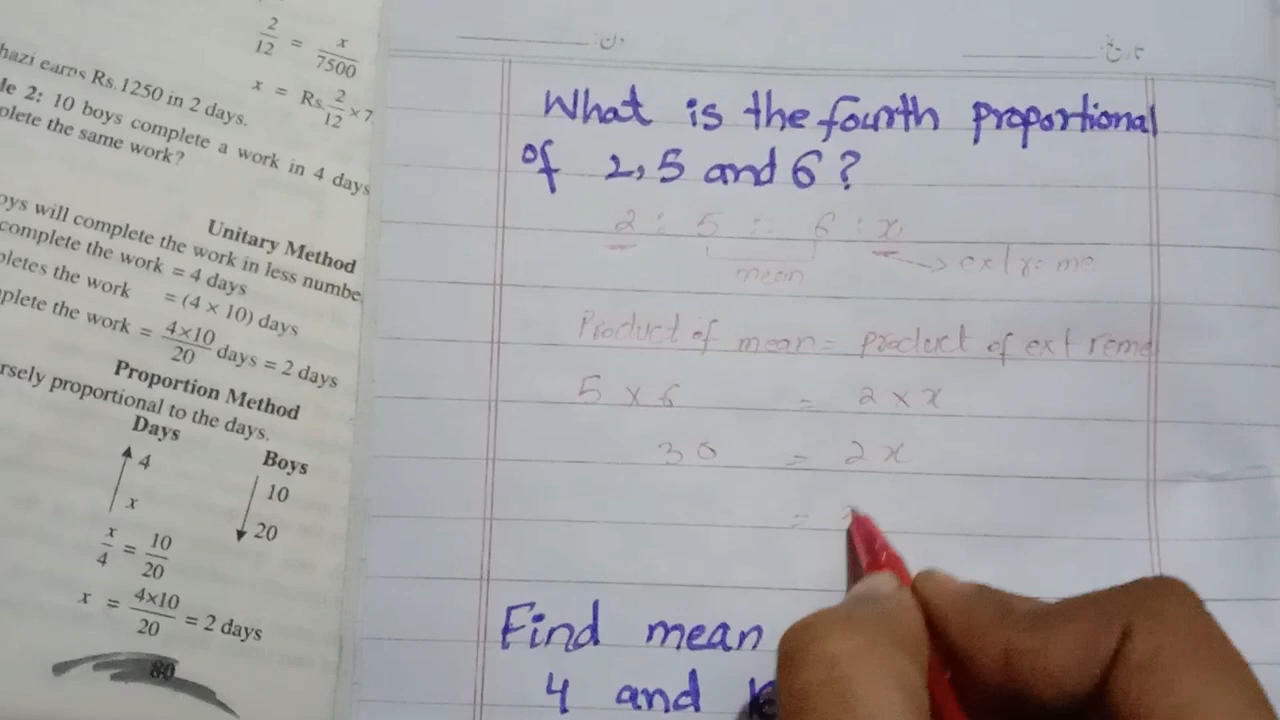 2/12 = x/7500
x = Rs. 2/12 × 7
hazi earns Rs.1250 in 2 days.
le 2: 10 boys complete a work in 4 days
plete the same work?
oys will complete the work in less numbe
Unitary Method
complete the work = 4 days
pletes the work = (4 × 10) days
plete the work = 4×10/20 days = 2 days
Proportion Method
rsely proportional to the days.
Days Boys
4 10
x 20
x/4 = 10/20
x = 4×10/20 = 2 days
80
تاریخ: دن:
What is the fourth proportional
of 2, 5 and 6?
2 : 5 :: 6 : x
mean → extreme
Product of mean = product of extreme
5 × 6 = 2 × x
30 = 2x
=
Find mean
4 and